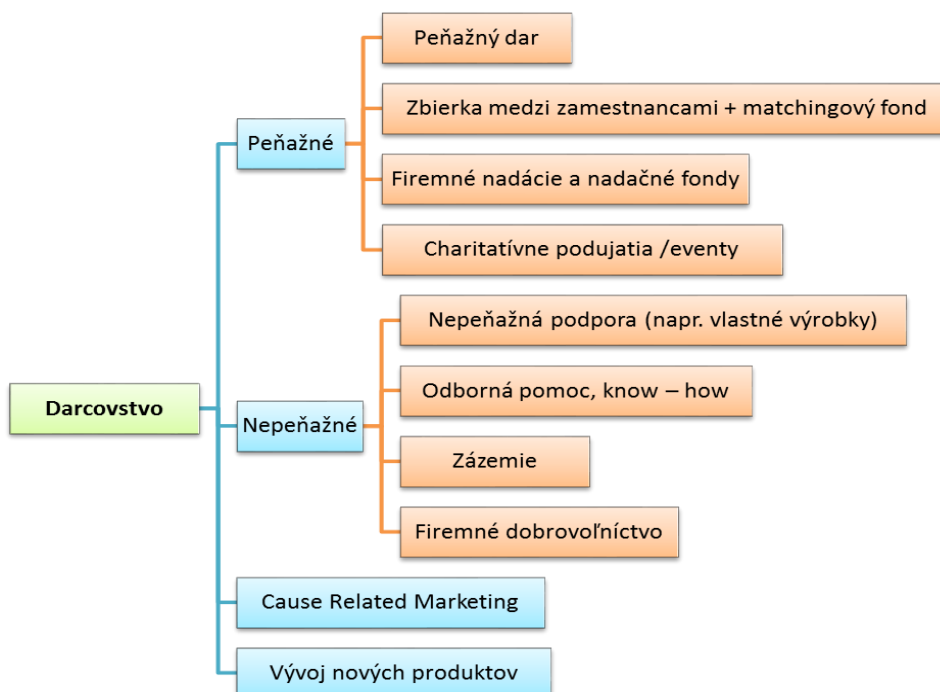 Peňažný dar
Zbierka medzi zamestnancami + matchingový fond
Peňažné
Firemné nadácie a nadačné fondy
Charitatívne podujatia /eventy
Nepeňažná podpora (napr. vlastné výrobky)
Odborná pomoc, know – how
Darcovstvo
Nepeňažné
Zázemie
Firemné dobrovoľníctvo
Cause Related Marketing
Vývoj nových produktov